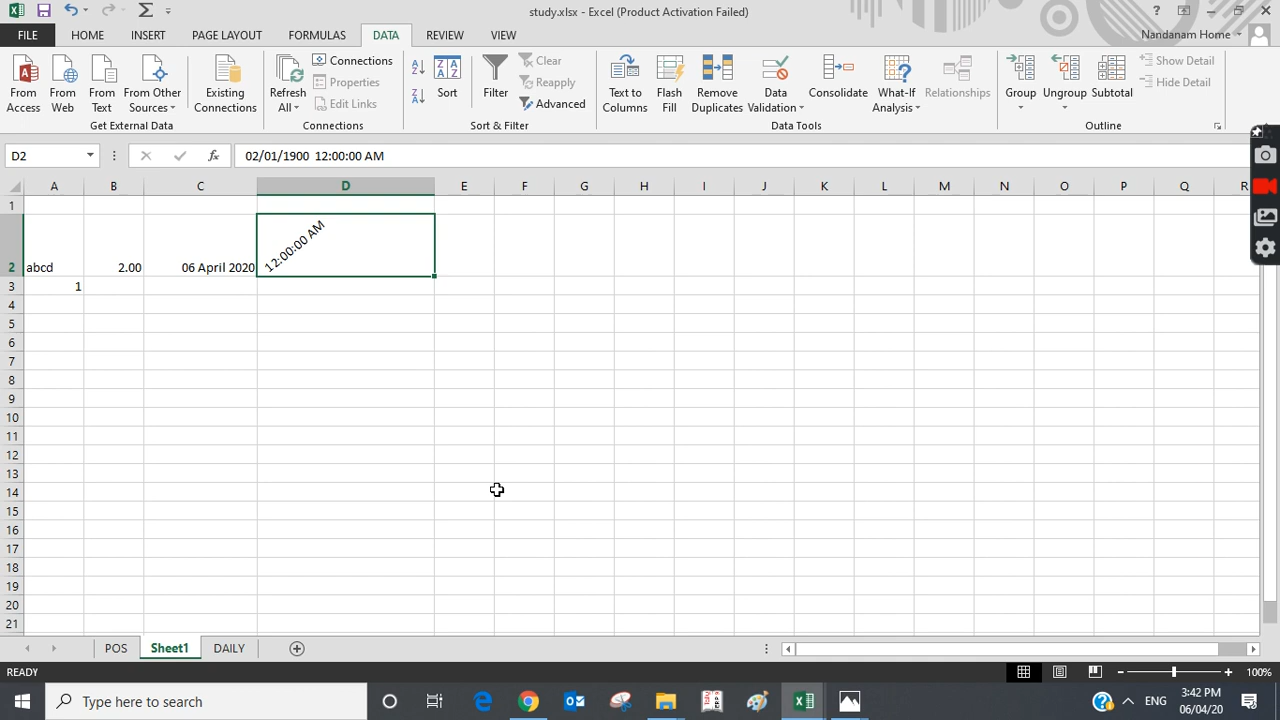 study.xlsx - Excel (Product Activation Failed)
FILE HOME INSERT PAGE LAYOUT FORMULAS DATA REVIEW VIEW Nandanam Home
From Access From Web From Text From Other Sources Existing Connections Refresh All Connections Properties Edit Links Sort Filter Clear Reapply Advanced Text to Columns Flash Fill Remove Duplicates Data Validation Consolidate What-If Analysis Relationships Group Ungroup Subtotal Show Detail Hide Detail
Get External Data Connections Sort & Filter Data Tools Outline
D2 fx 02/01/1900 12:00:00 AM
A B C D E F G H I J K L M N O P Q R
1
2 abcd 2.00 06 April 2020 12:00:00 AM
3 1
4
5
6
7
8
9
10
11
12
13
14
15
16
17
18
19
20
21
POS Sheet1 DAILY
READY 100%
Type here to search ENG 3:42 PM
06/04/20